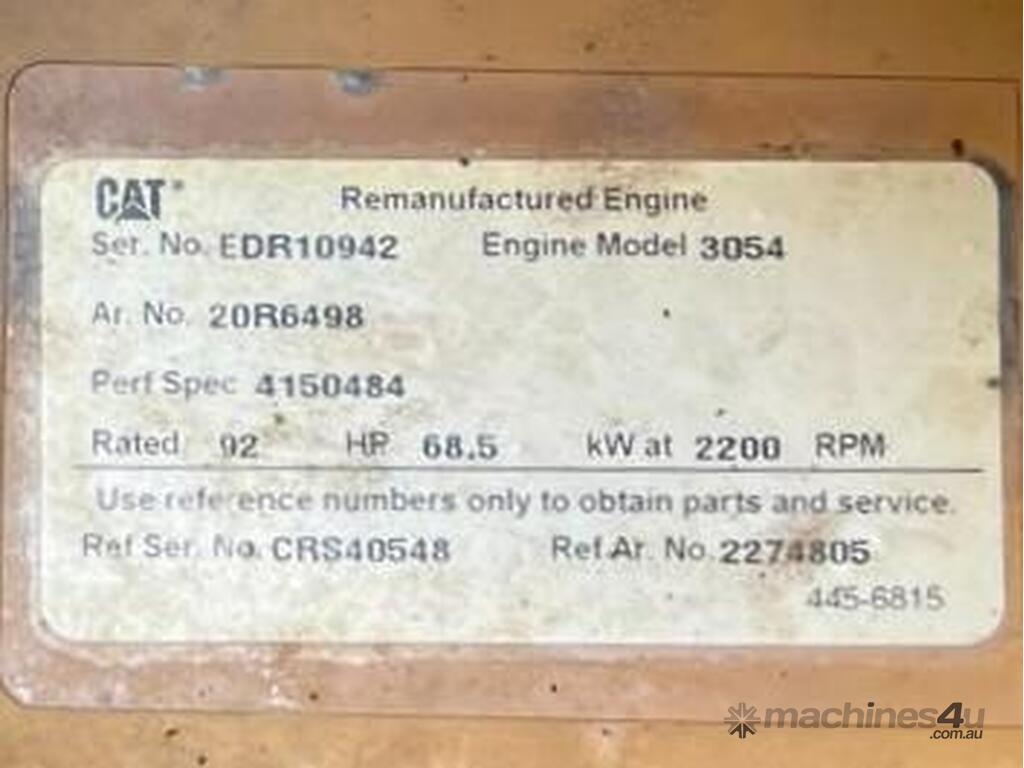 CAT® Remanufactured Engine
Ser. No. EDR10942 Engine Model 3054
Ar. No. 20R6498
Perf Spec 4150484
Rated 92 HP 68.5 kW at 2200 RPM
Use reference numbers only to obtain parts and service.
Ref Ser. No. CRS40548 Ref.Ar. No. 2274805
445-6815
machines4u
.com.au